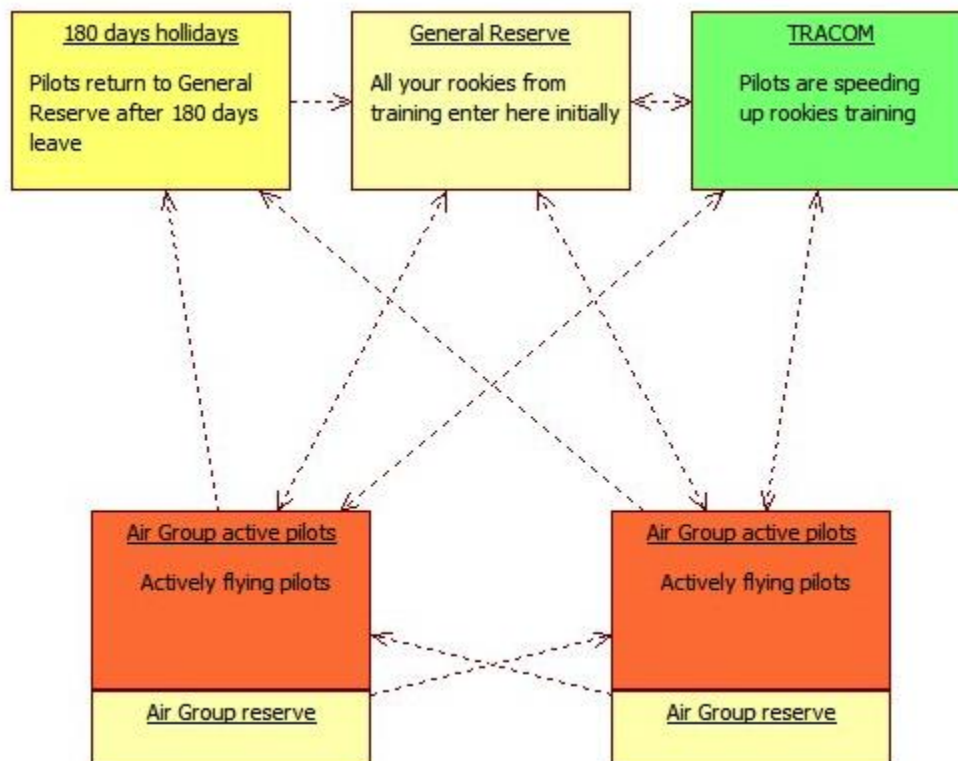 180 days hollidays
Pilots return to General
Reserve after 180 days
leave
General Reserve
All your rookies from
training enter here initially
TRACOM
Pilots are speeding
up rookies training
Air Group active pilots
Actively flying pilots
Air Group reserve
Air Group active pilots
Actively flying pilots
Air Group reserve